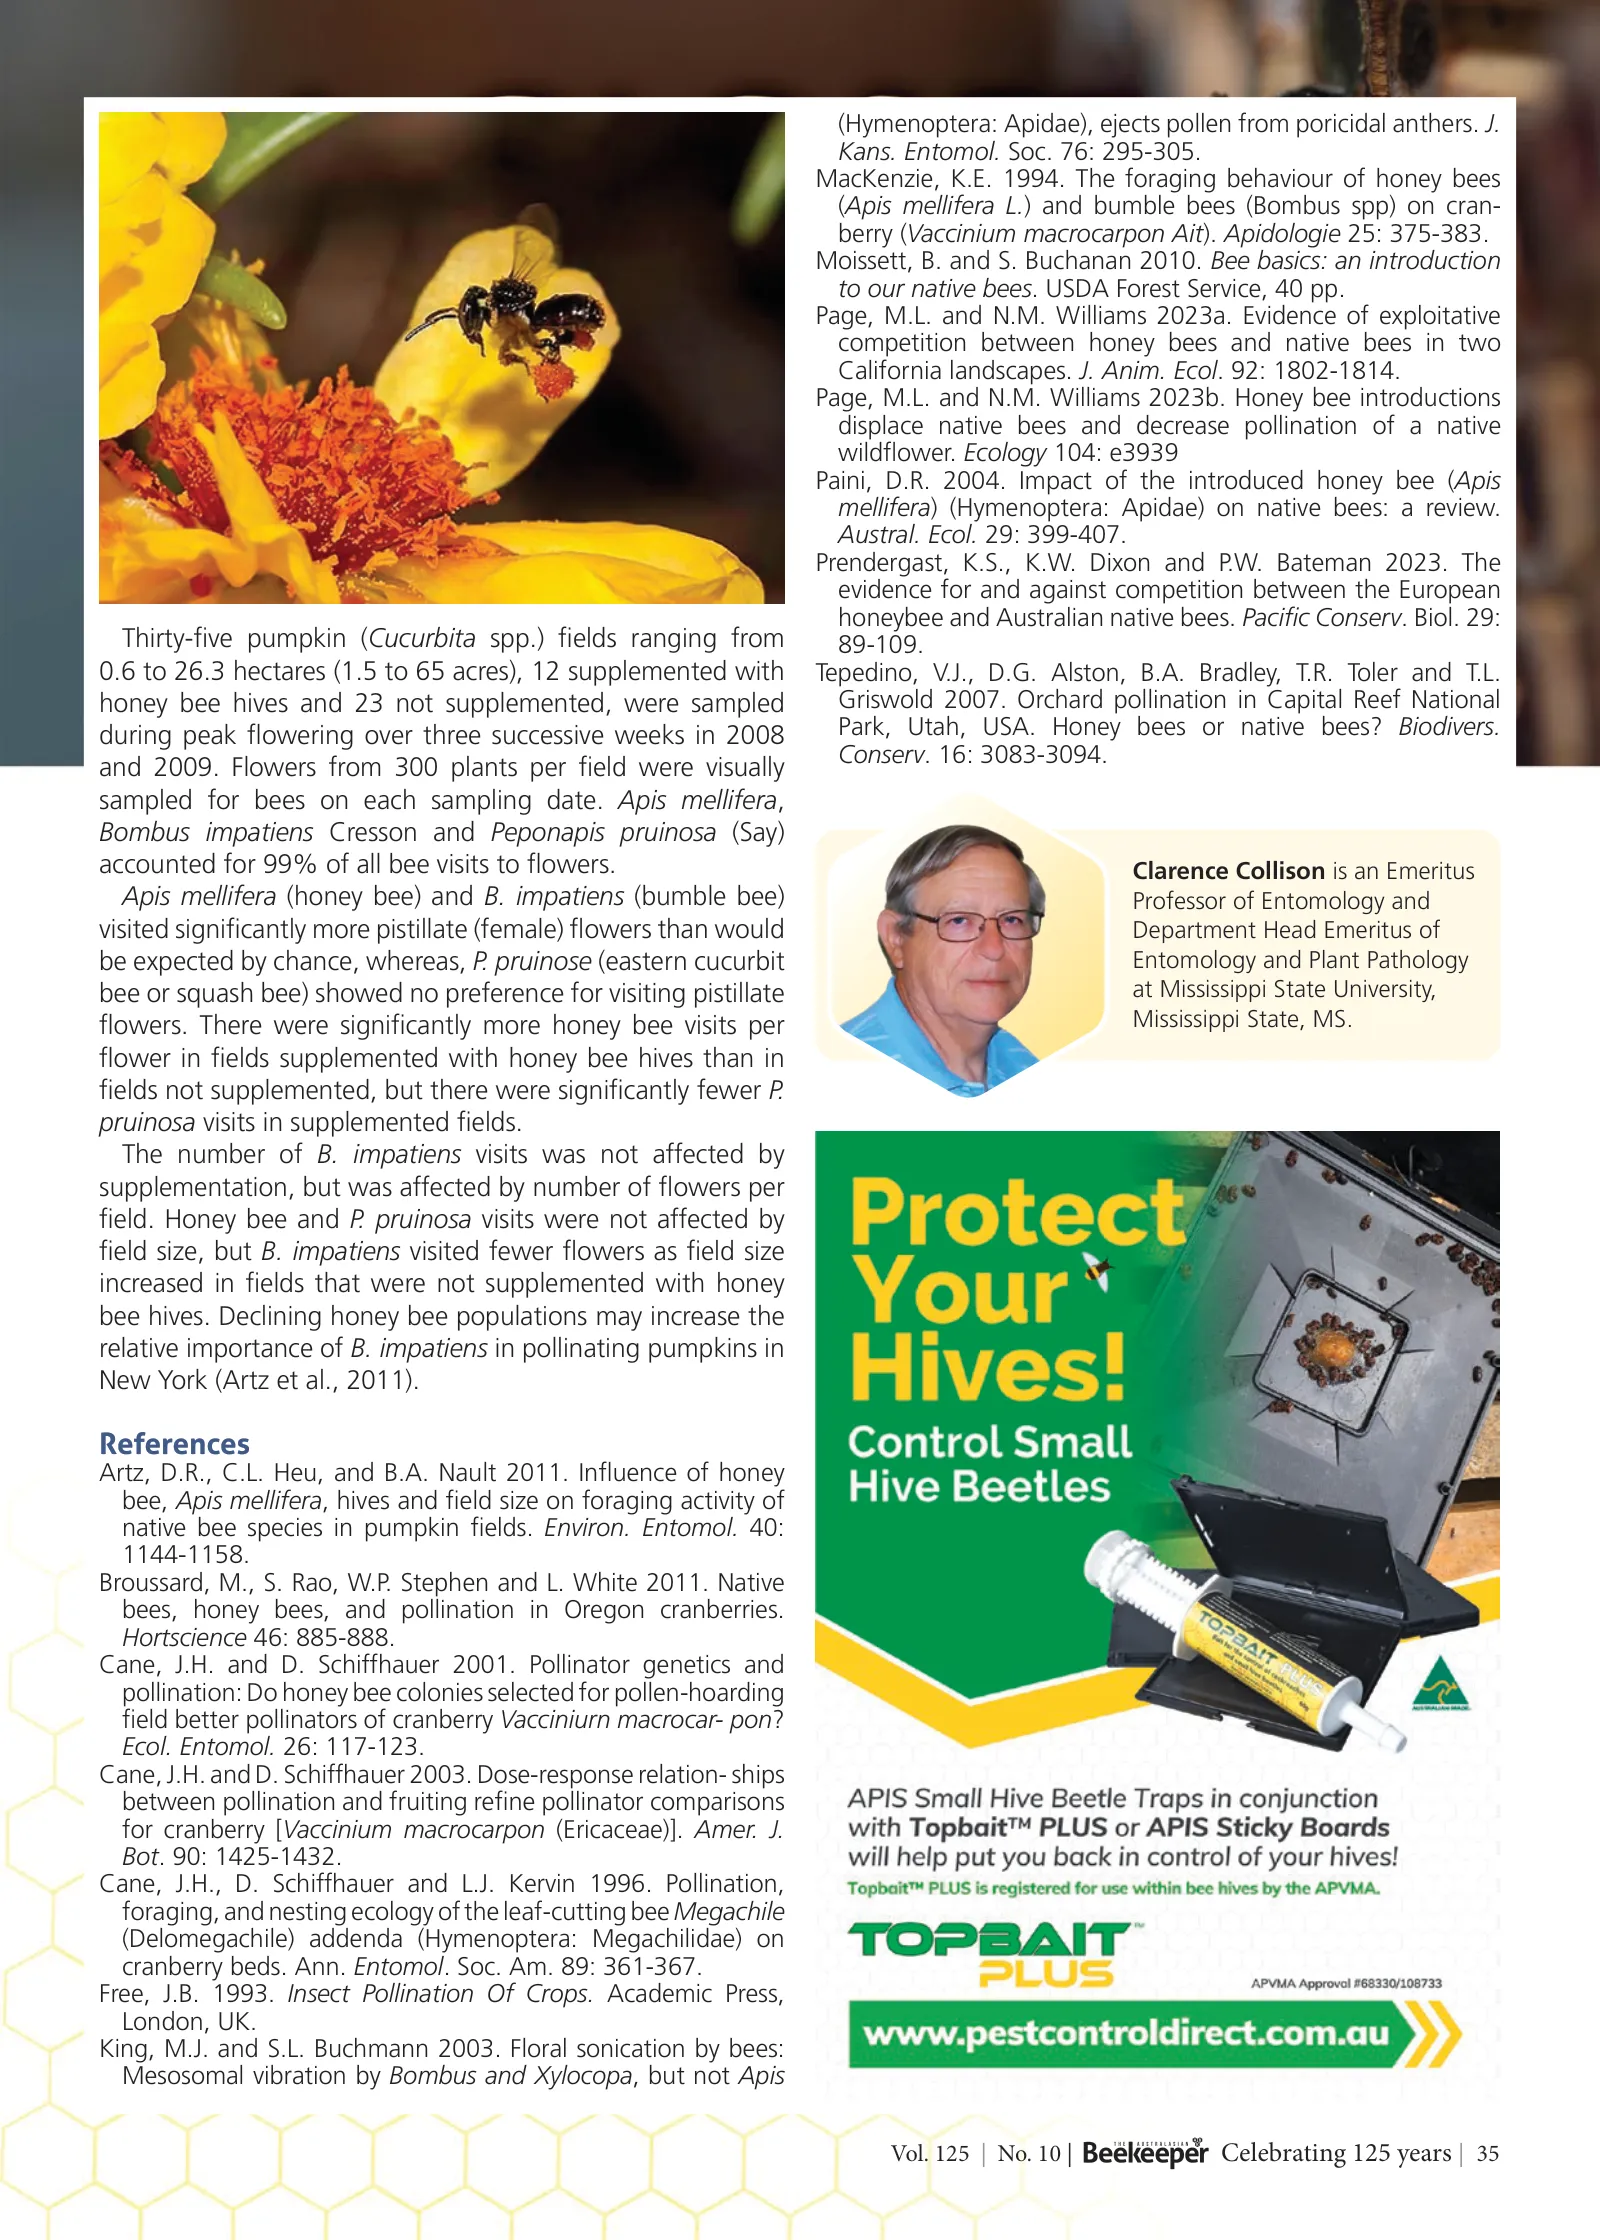 Thirty-five pumpkin (Cucurbita spp.) fields ranging from
0.6 to 26.3 hectares (1.5 to 65 acres), 12 supplemented with
honey bee hives and 23 not supplemented, were sampled
during peak flowering over three successive weeks in 2008
and 2009. Flowers from 300 plants per field were visually
sampled for bees on each sampling date. Apis mellifera,
Bombus impatiens Cresson and Peponapis pruinosa (Say)
accounted for 99% of all bee visits to flowers.
Apis mellifera (honey bee) and B. impatiens (bumble bee)
visited significantly more pistillate (female) flowers than would
be expected by chance, whereas, P. pruinose (eastern cucurbit
bee or squash bee) showed no preference for visiting pistillate
flowers. There were significantly more honey bee visits per
flower in fields supplemented with honey bee hives than in
fields not supplemented, but there were significantly fewer P.
pruinosa visits in supplemented fields.
The number of B. impatiens visits was not affected by
supplementation, but was affected by number of flowers per
field. Honey bee and P. pruinosa visits were not affected by
field size, but B. impatiens visited fewer flowers as field size
increased in fields that were not supplemented with honey
bee hives. Declining honey bee populations may increase the
relative importance of B. impatiens in pollinating pumpkins in
New York (Artz et al., 2011).
References
Artz, D.R., C.L. Heu, and B.A. Nault 2011. Influence of honey
bee, Apis mellifera, hives and field size on foraging activity of
native bee species in pumpkin fields. Environ. Entomol. 40:
1144-1158.
Broussard, M., S. Rao, W.P. Stephen and L. White 2011. Native
bees, honey bees, and pollination in Oregon cranberries.
Hortscience 46: 885-888.
Cane, J.H. and D. Schiffhauer 2001. Pollinator genetics and
pollination: Do honey bee colonies selected for pollen-hoarding
field better pollinators of cranberry Vacciniurn macrocar- pon?
Ecol. Entomol. 26: 117-123.
Cane, J.H. and D. Schiffhauer 2003. Dose-response relation- ships
between pollination and fruiting refine pollinator comparisons
for cranberry [Vaccinium macrocarpon (Ericaceae)]. Amer. J.
Bot. 90: 1425-1432.
Cane, J.H., D. Schiffhauer and L.J. Kervin 1996. Pollination,
foraging, and nesting ecology of the leaf-cutting bee Megachile
(Delomegachile) addenda (Hymenoptera: Megachilidae) on
cranberry beds. Ann. Entomol. Soc. Am. 89: 361-367.
Free, J.B. 1993. Insect Pollination Of Crops. Academic Press,
London, UK.
King, M.J. and S.L. Buchmann 2003. Floral sonication by bees:
Mesosomal vibration by Bombus and Xylocopa, but not Apis
(Hymenoptera: Apidae), ejects pollen from poricidal anthers. J.
Kans. Entomol. Soc. 76: 295-305.
MacKenzie, K.E. 1994. The foraging behaviour of honey bees
(Apis mellifera L.) and bumble bees (Bombus spp) on cran-
berry (Vaccinium macrocarpon Ait). Apidologie 25: 375-383.
Moissett, B. and S. Buchanan 2010. Bee basics: an introduction
to our native bees. USDA Forest Service, 40 pp.
Page, M.L. and N.M. Williams 2023a. Evidence of exploitative
competition between honey bees and native bees in two
California landscapes. J. Anim. Ecol. 92: 1802-1814.
Page, M.L. and N.M. Williams 2023b. Honey bee introductions
displace native bees and decrease pollination of a native
wildflower. Ecology 104: e3939
Paini, D.R. 2004. Impact of the introduced honey bee (Apis
mellifera) (Hymenoptera: Apidae) on native bees: a review.
Austral. Ecol. 29: 399-407.
Prendergast, K.S., K.W. Dixon and P.W. Bateman 2023. The
evidence for and against competition between the European
honeybee and Australian native bees. Pacific Conserv. Biol. 29:
89-109.
Tepedino, V.J., D.G. Alston, B.A. Bradley, T.R. Toler and T.L.
Griswold 2007. Orchard pollination in Capital Reef National
Park, Utah, USA. Honey bees or native bees? Biodivers.
Conserv. 16: 3083-3094.
Clarence Collison is an Emeritus
Professor of Entomology and
Department Head Emeritus of
Entomology and Plant Pathology
at Mississippi State University,
Mississippi State, MS.
Protect
Your
Hives!
Control Small
Hive Beetles
TOPBAIT PLUS
AUSTRALIAN MADE
APIS Small Hive Beetle Traps in conjunction
with Topbait™ PLUS or APIS Sticky Boards
will help put you back in control of your hives!
Topbait™ PLUS is registered for use within bee hives by the APVMA.
TOPBAIT™
PLUS
APVMA Approval #68330/108733
www.pestcontroldirect.com.au
Vol. 125 | No. 10 | THE AUSTRALASIAN Beekeeper Celebrating 125 years | 35